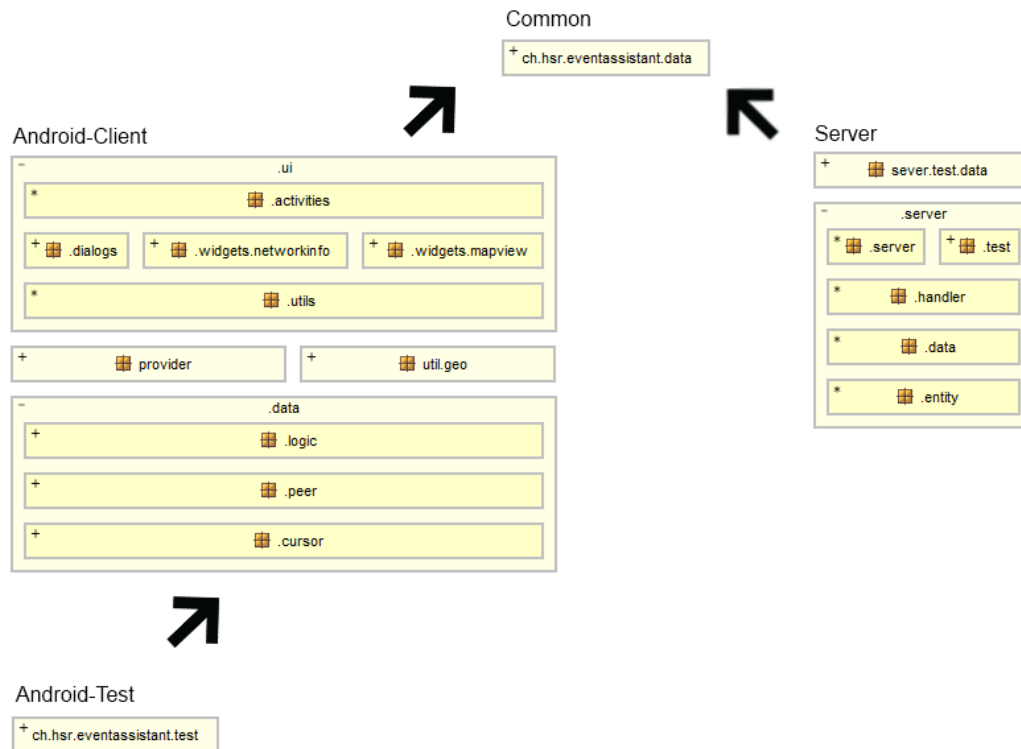 Common
+ ch.hsr.eventassistant.data
Android-Client
- .ui
* .activities
+ .dialogs
+ .widgets.networkinfo
+ .widgets.mapview
* .utils
+ provider
+ util.geo
- .data
+ .logic
+ .peer
+ .cursor
Server
+ sever.test.data
- .server
* .server
+ .test
* .handler
* .data
* .entity
Android-Test
+ ch.hsr.eventassistant.test